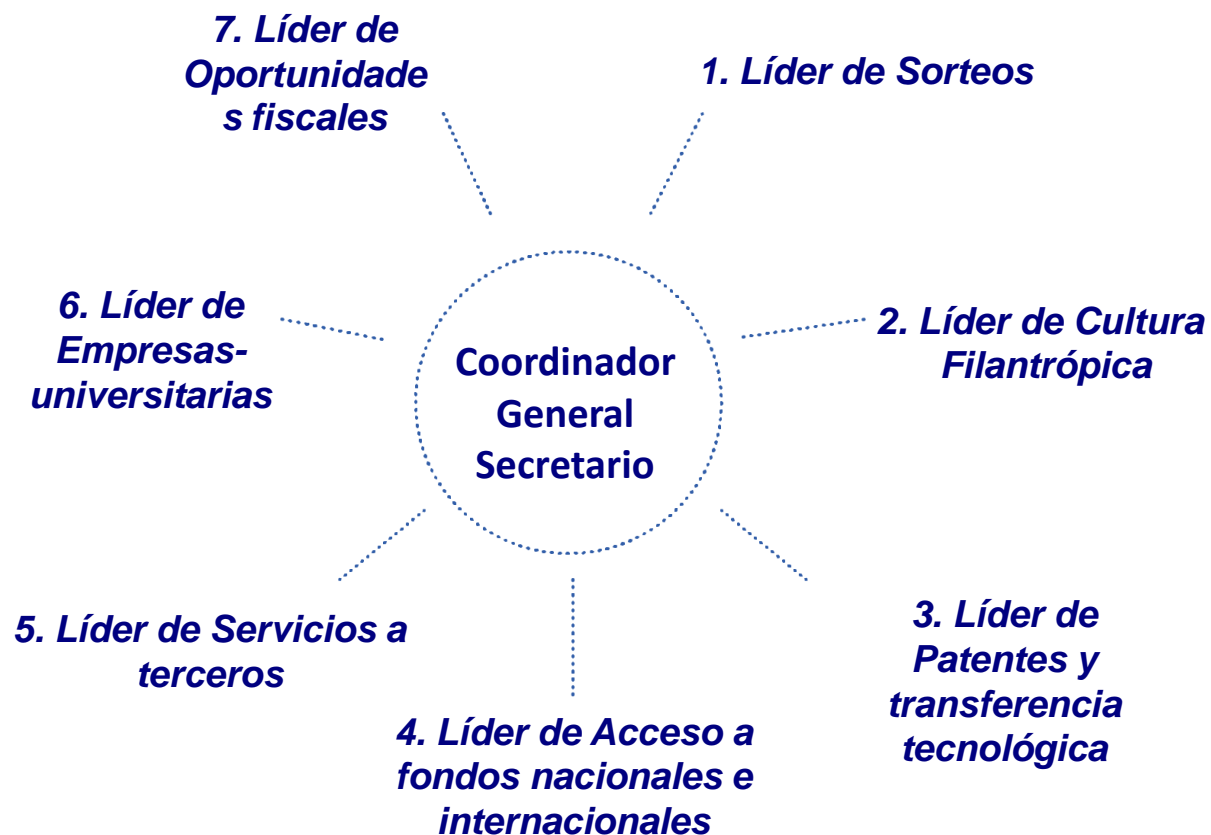 7. Líder de
Oportunidade
s fiscales
1. Líder de Sorteos
6. Líder de
Empresas-
universitarias
Coordinador
General
Secretario
2. Líder de Cultura
Filantrópica
5. Líder de Servicios a
terceros
3. Líder de
Patentes y
transferencia
tecnológica
4. Líder de Acceso a
fondos nacionales e
internacionales